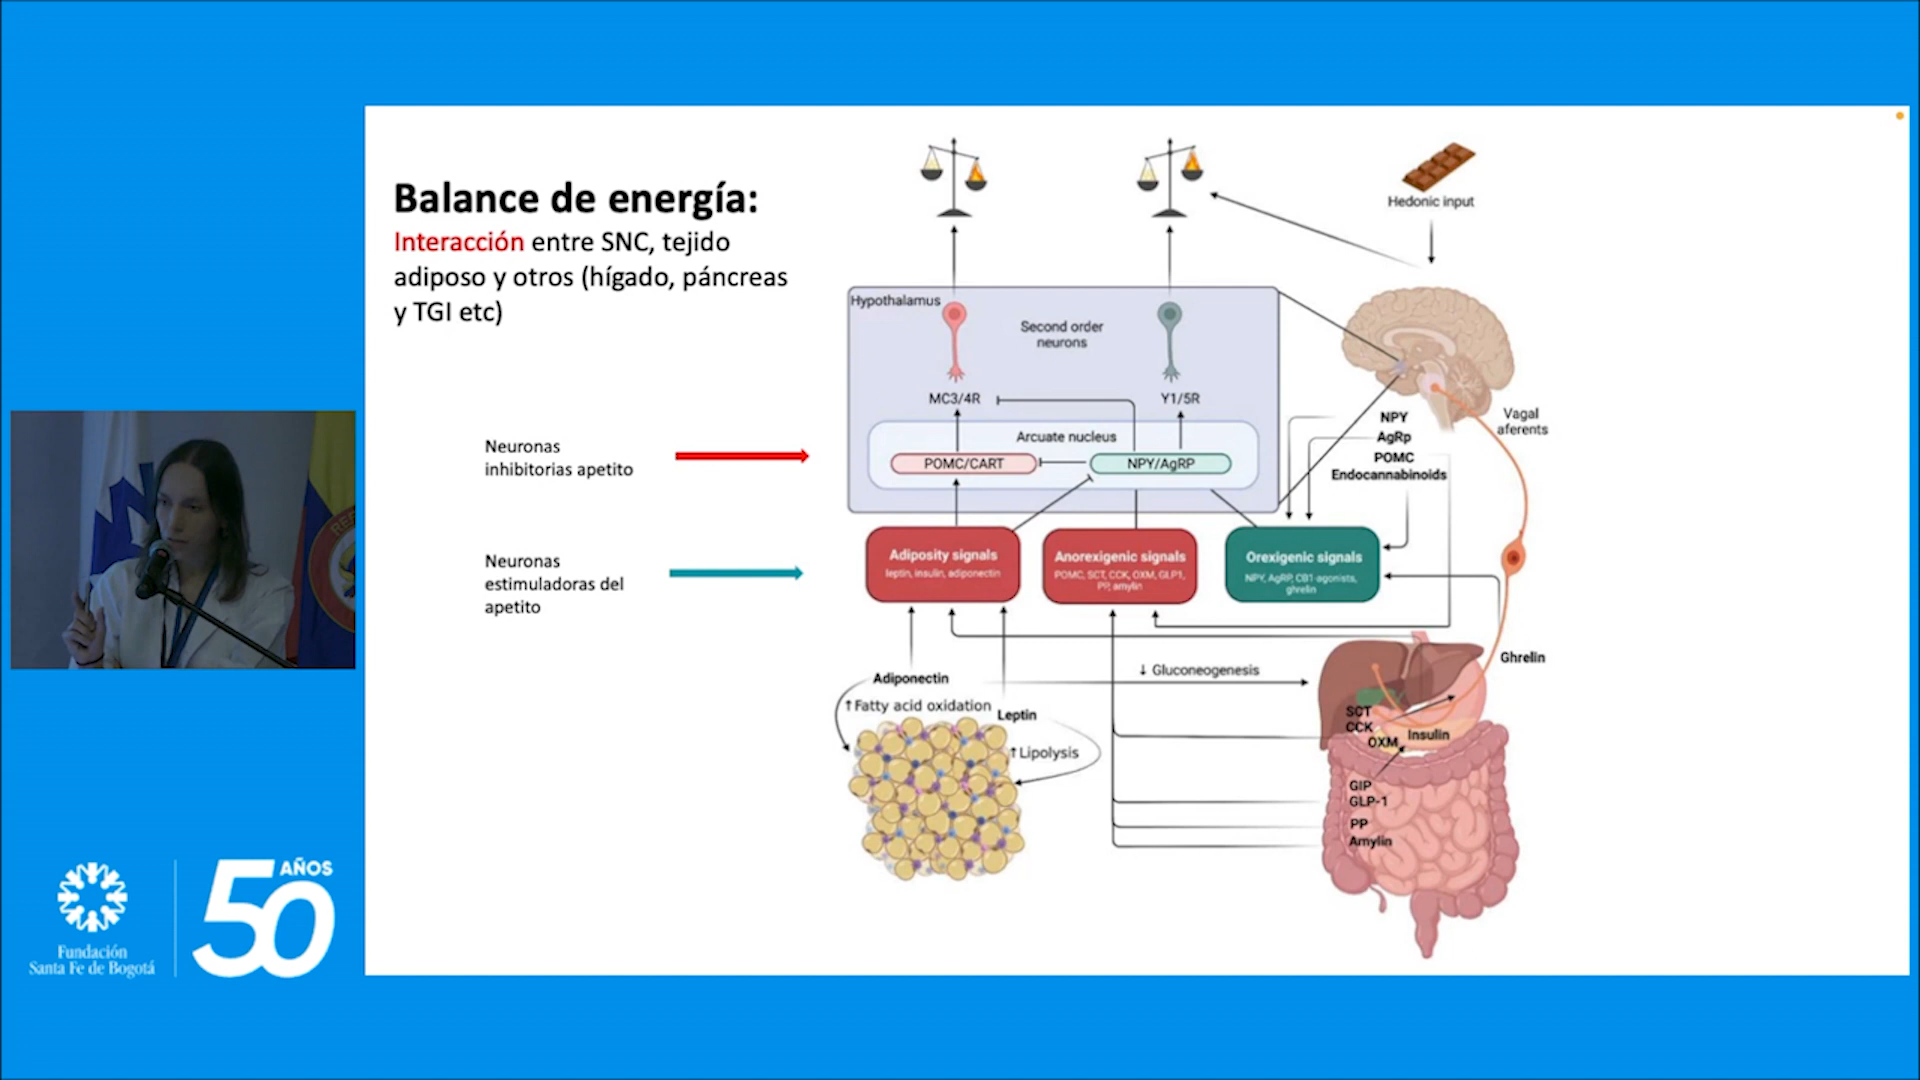 Balance de energía:
Interacción entre SNC, tejido
adiposo y otros (hígado, páncreas
y TGI etc)
Neuronas
inhibitorias apetito
Neuronas
estimuladoras del
apetito
Hedonic input
Hypothalamus
Second order
neurons
MC3/4R
Y1/5R
Arcuate nucleus
POMC/CART
NPY/AgRP
NPY
AgRp
POMC
Endocannabinoids
Vagal
aferents
Adiposity signals
leptin, insulin, adiponectin
Anorexigenic signals
POMC, SCT, CCK, OXM, GLP1,
PP, amylin
Orexigenic signals
NPY, AgRP, CB1 agonists,
ghrelin
Adiponectin
↑Fatty acid oxidation
Leptin
↑Lipolysis
↓ Gluconeogenesis
Ghrelin
SCT
CCK
OXM
Insulin
GIP
GLP-1
PP
Amylin
RE
Fundación
Santa Fe de Bogotá
50 AÑOS